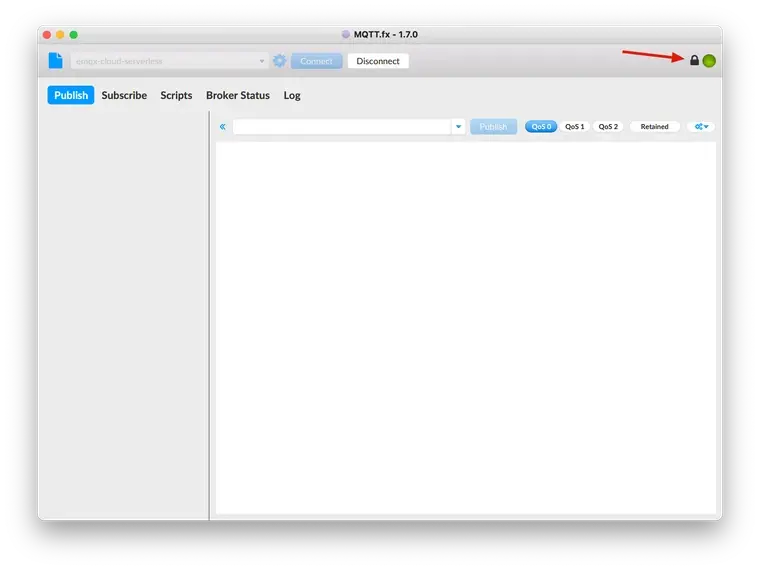 MQTT.fx - 1.7.0
emqx-cloud-serverless Connect Disconnect
Publish Subscribe Scripts Broker Status Log
Publish QoS 0 QoS 1 QoS 2 Retained